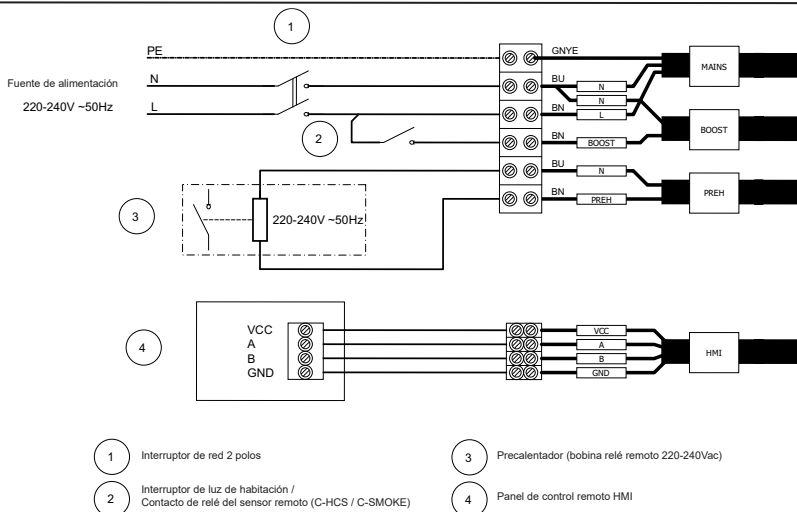 1
PE
GNYE
MAINS
Fuente de alimentación
N
BU
N
220-240V ~50Hz
N
L
BN
L
2
BOOST
BN
BOOST
BU
N
3
220-240V ~50Hz
BN
PREH
PREH
4
VCC
VCC
A
A
B
B
GND
GND
HMI
1
Interruptor de red 2 polos
3
Precalentador (bobina relé remoto 220-240Vac)
2
Interruptor de luz de habitación /
Contacto de relé del sensor remoto (C-HCS / C-SMOKE)
4
Panel de control remoto HMI